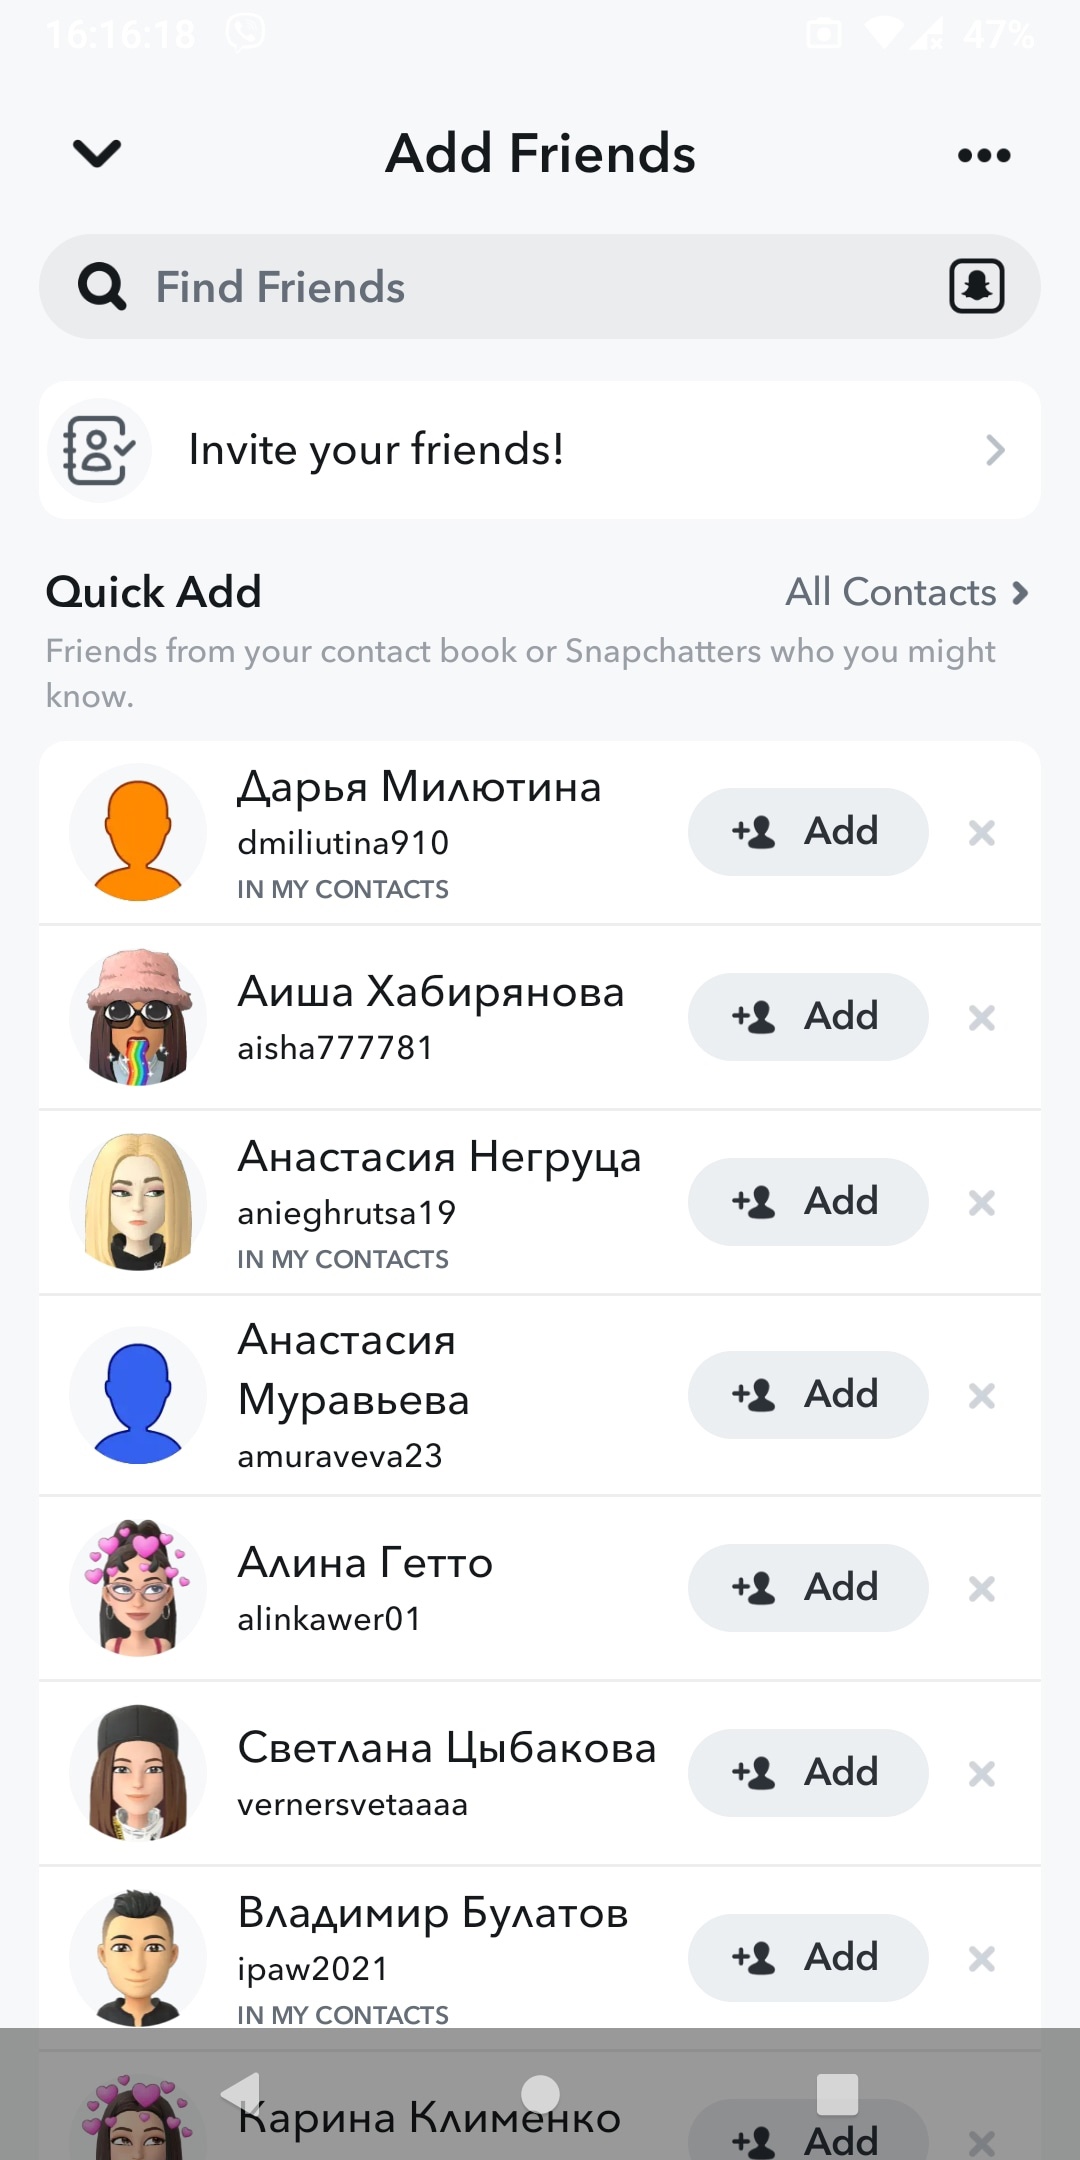 16:16:18 47%
Add Friends
Find Friends
Invite your friends!
Quick Add All Contacts
Friends from your contact book or Snapchatters who you might
know.
Дарья Милютина
dmiliutina910
IN MY CONTACTS
Add
Аиша Хабирянова
aisha777781
Add
Анастасия Негруца
anieghrutsa19
IN MY CONTACTS
Add
Анастасия
Муравьева
amuraveva23
Add
Алина Гетто
alinkawer01
Add
Светлана Цыбакова
vernersvetaaaa
Add
Владимир Булатов
ipaw2021
IN MY CONTACTS
Add
Карина Клименко
Add